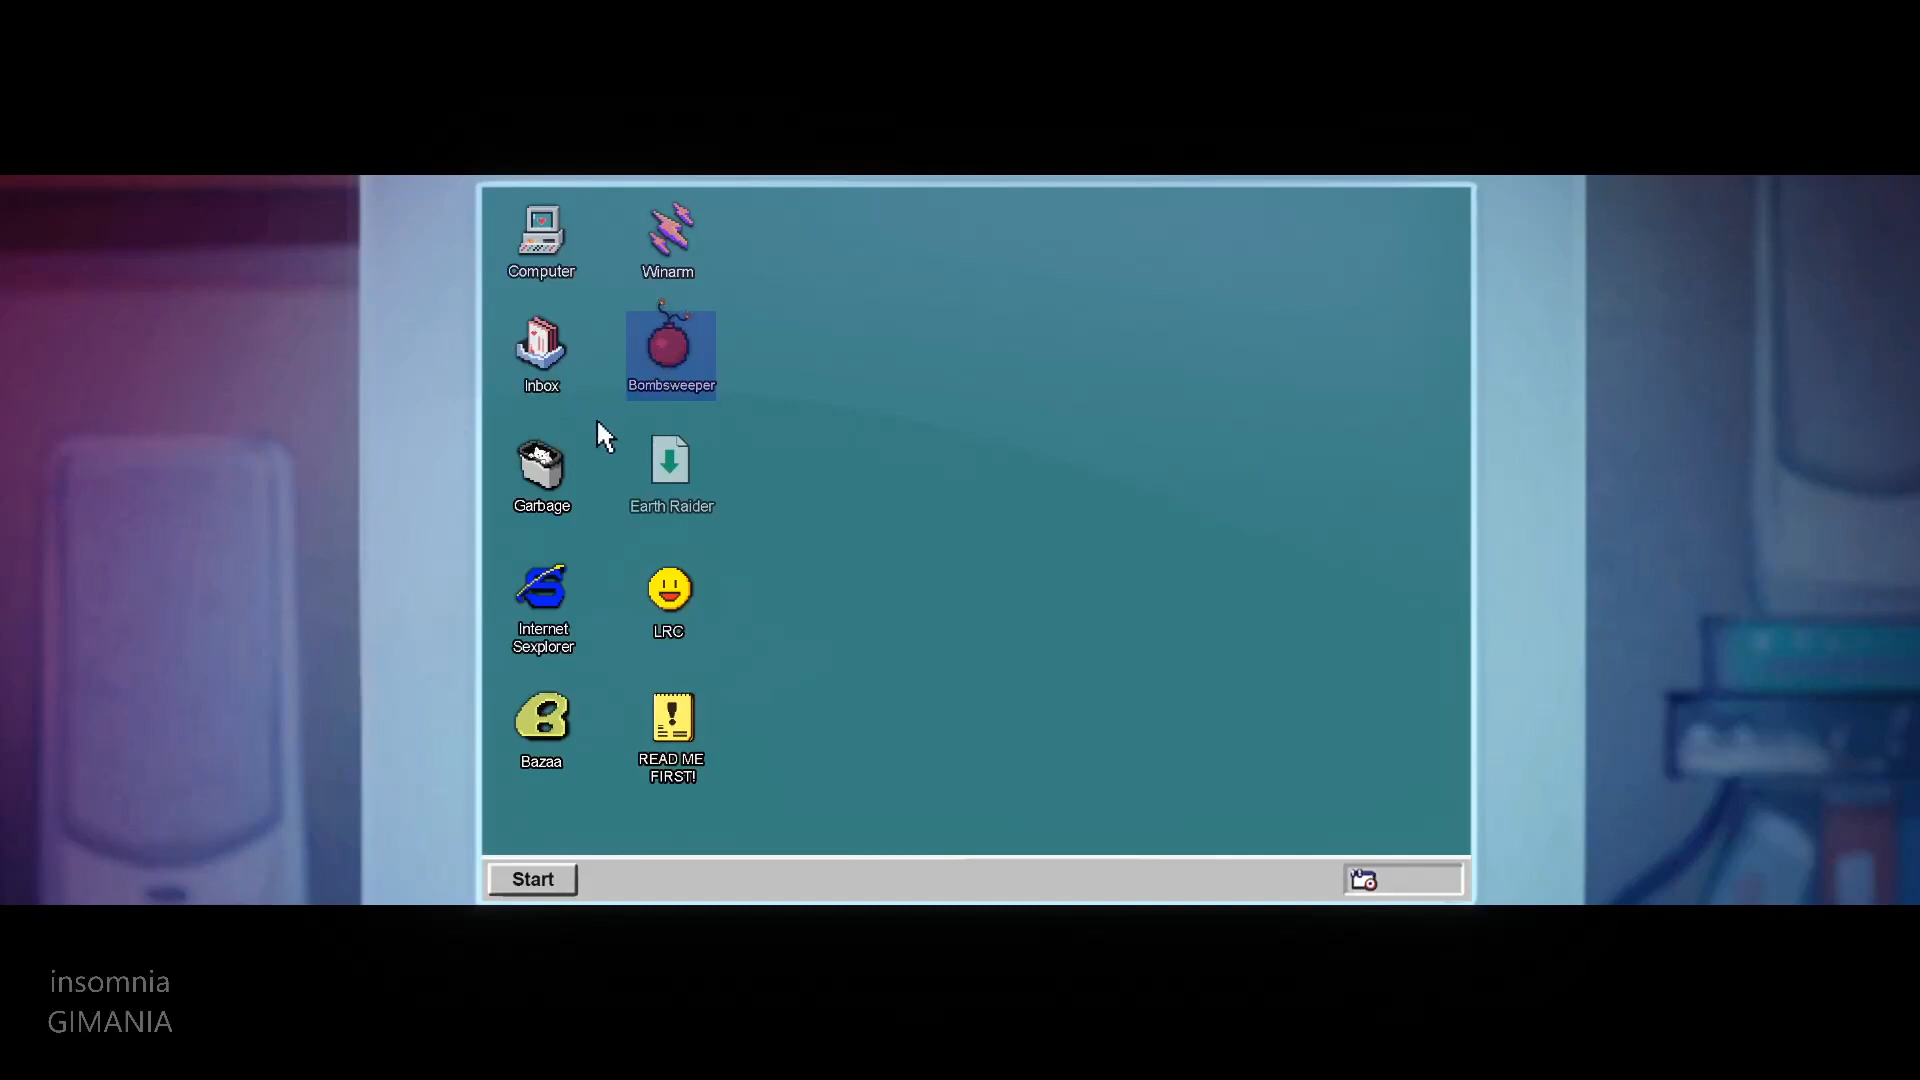 Computer
Winarm
Inbox
Bombsweeper
Garbage
Earth Raider
Internet
Sexplorer
LRC
Bazaa
READ ME
FIRST!
Start
insomnia
GIMANIA